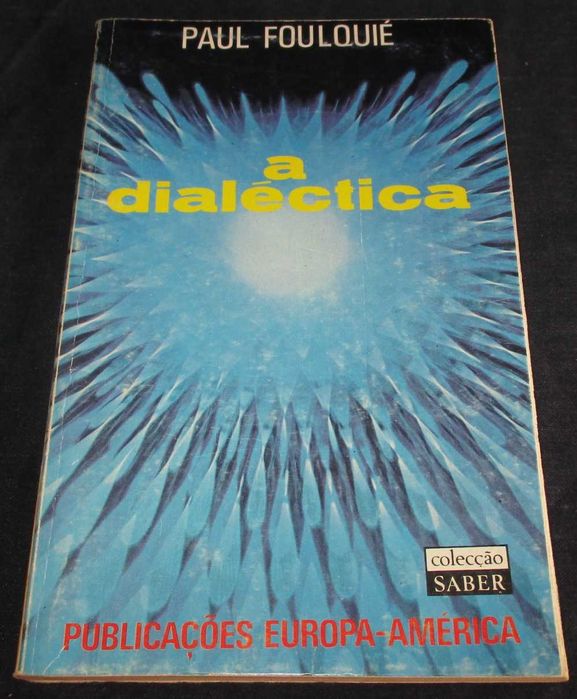 PAUL FOULQUIÉ
a
dialéctica
colecção
SABER
PUBLICAÇÕES EUROPA-AMÉRICA